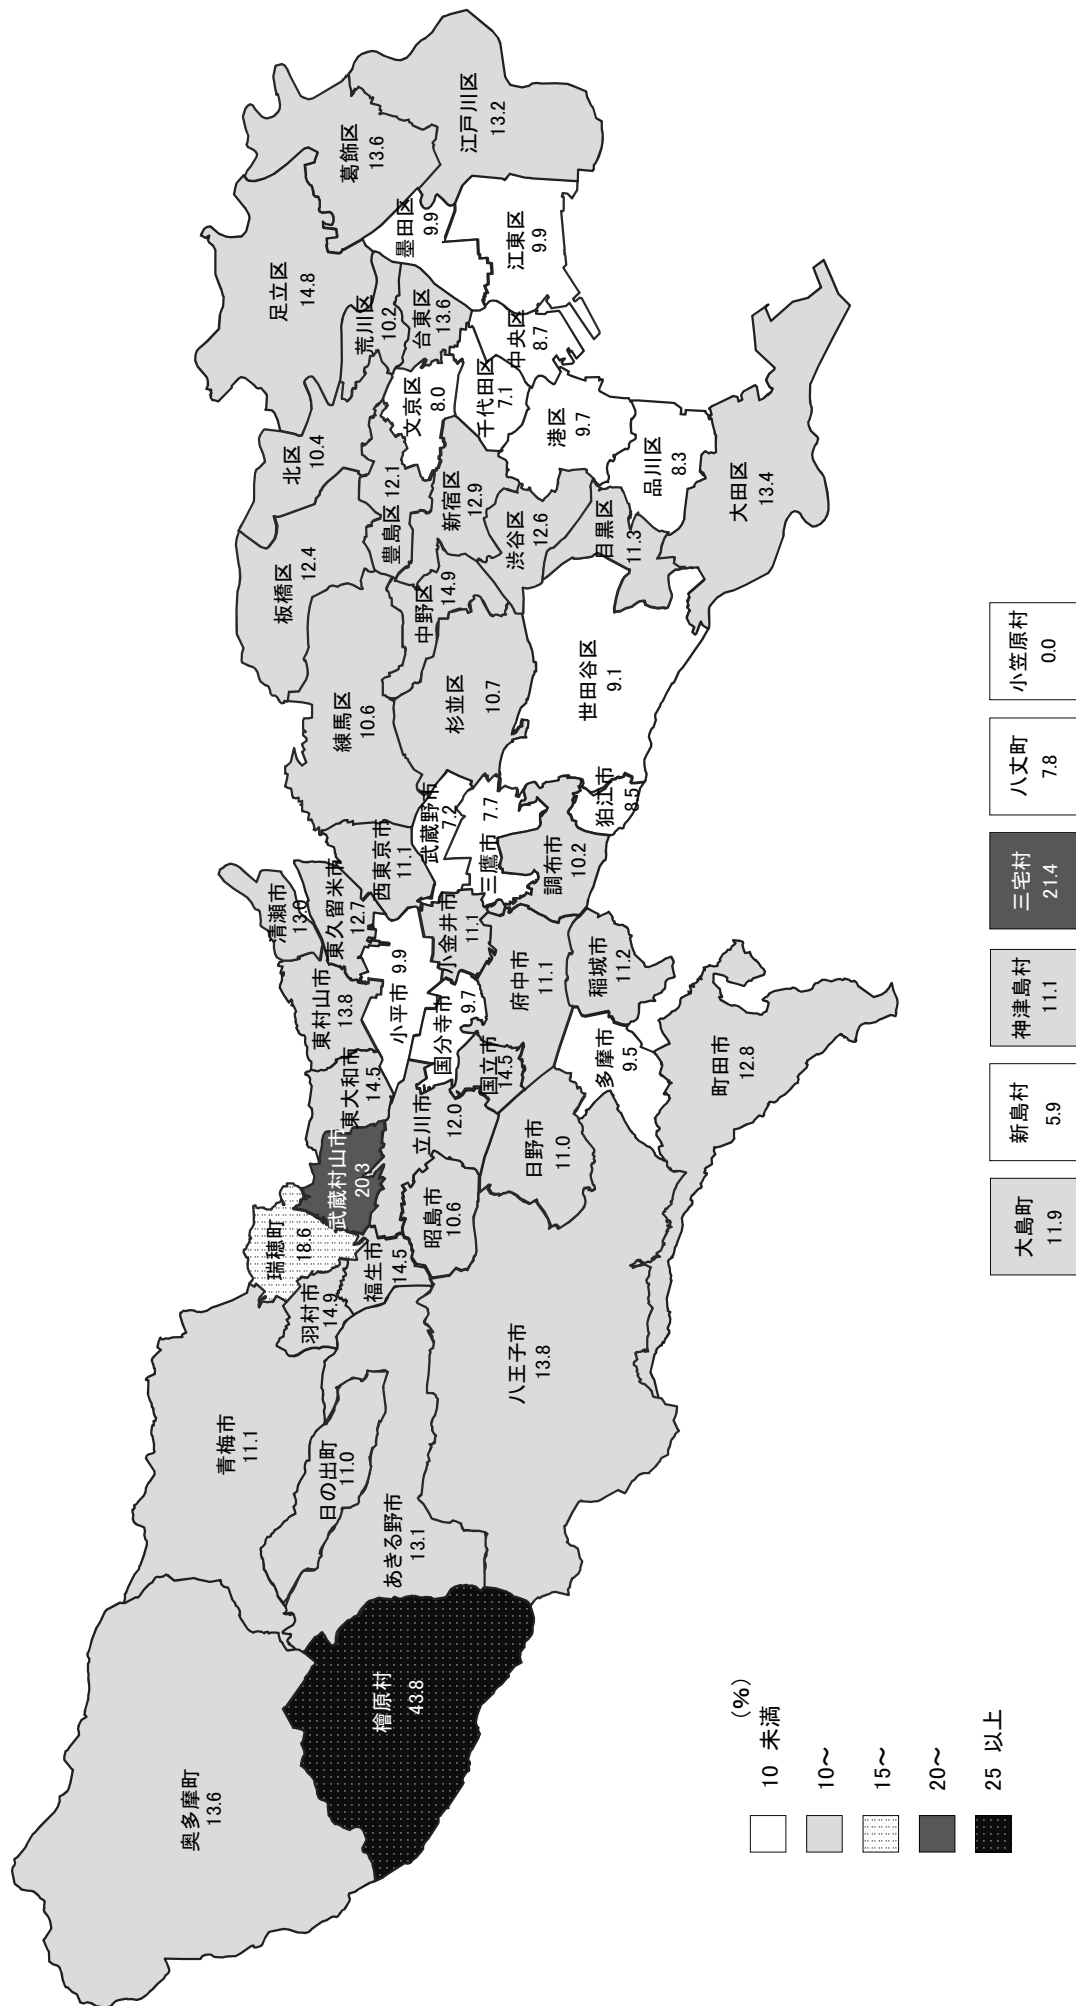 奥多摩町
13.6
檜原村
43.8
青梅市
11.1
日の出町
11.0
あきる野市
13.1
八王子市
13.8
瑞穂町
18.6
羽村市
14.9
福生市
14.5
武蔵村山市
20.3
昭島市
10.6
立川市
12.0
東大和市
14.5
東村山市
13.8
清瀬市
13.0
東久留米市
12.7
小平市 9.9
国分寺市
9.7
国立市
14.5
日野市
11.0
多摩市
9.5
町田市
12.8
稲城市
11.2
府中市
11.1
小金井市
11.1
西東京市
11.1
武蔵野市
7.2
三鷹市 7.7
調布市
10.2
狛江市
8.5
練馬区
10.6
杉並区
10.7
世田谷区
9.1
板橋区
12.4
中野区
14.9
豊島区 12.1
新宿区
12.9
渋谷区
12.6
目黒区
11.3
大田区
13.4
品川区
8.3
港区
9.7
北区
10.4
文京区
8.0
千代田区
7.1
中央区
8.7
荒川区
10.2
台東区
13.6
足立区
14.8
墨田区
9.9
江東区
9.9
葛飾区
13.6
江戸川区
13.2
(%)
10 未満
10～
15～
20～
25 以上
大島町
11.9
新島村
5.9
神津島村
11.1
三宅村
21.4
八丈町
7.8
小笠原村
0.0